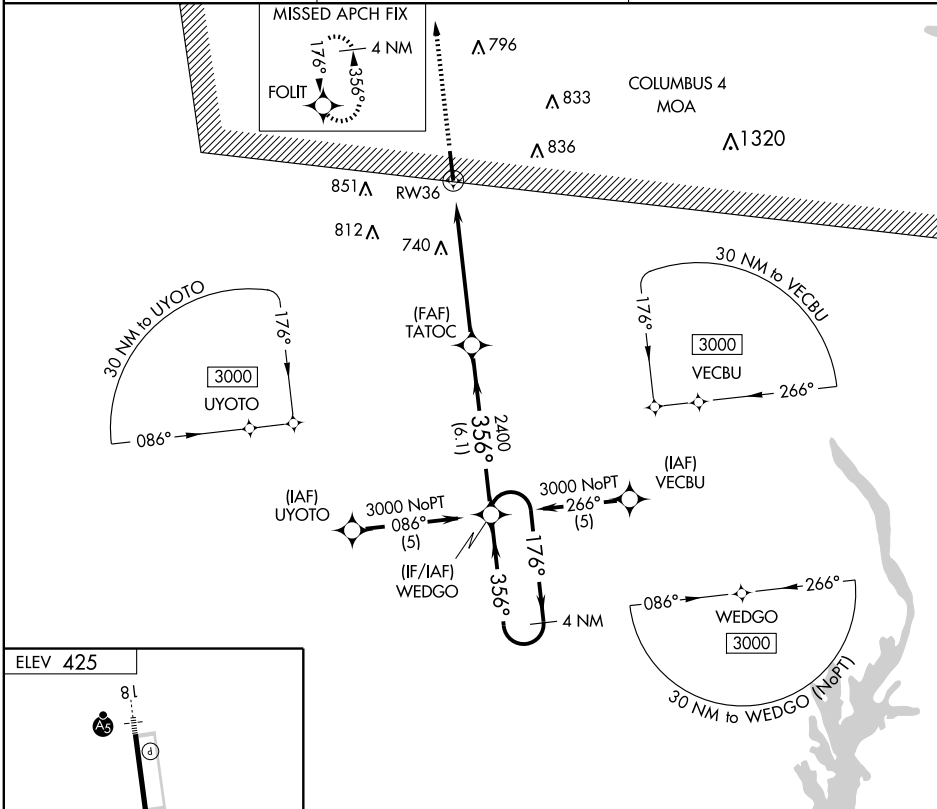 MISSED APCH FIX
4 NM
176°
356°
FOLIT
796
833
836
COLUMBUS 4
MOA
1320
851
RW36
812
740
30 NM to UYOTO
176°
3000
UYOTO
086°
(FAF)
TATOC
30 NM to VECBU
176°
3000
VECBU
266°
2400
356°
(6.1)
(IAF)
UYOTO
3000 NoPT
086°
(5)
3000 NoPT
266°
(5)
(IAF)
VECBU
(IF/IAF)
WEDGO
356°
176°
4 NM
086°
266°
WEDGO
3000
30 NM to WEDGO (NoPT)
ELEV 425
18
A5
P